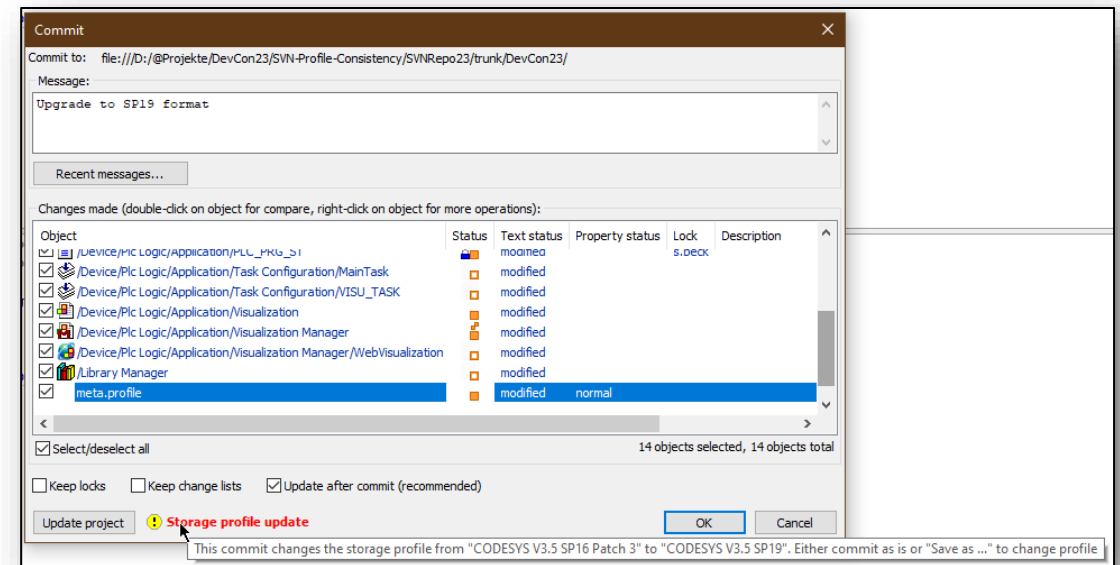 Commit
Commit to: file:///D:/@Projekte/DevCon23/SVN-Profile-Consistency/SVNRepo23/trunk/DevCon23/
Message:
Upgrade to SP19 format
Recent messages...
Changes made (double-click on object for compare, right-click on object for more operations):
Object Status Text status Property status Lock Description
/Device/Plc Logic/Application/PLC_PRG_ST modified s.beck
/Device/Plc Logic/Application/Task Configuration/MainTask modified
/Device/Plc Logic/Application/Task Configuration/VISU_TASK modified
/Device/Plc Logic/Application/Visualization modified
/Device/Plc Logic/Application/Visualization Manager modified
/Device/Plc Logic/Application/Visualization Manager/WebVisualization modified
/Library Manager modified
meta.profile modified normal
Select/deselect all 14 objects selected, 14 objects total
Keep locks Keep change lists Update after commit (recommended)
Update project Storage profile update OK Cancel
This commit changes the storage profile from "CODESYS V3.5 SP16 Patch 3" to "CODESYS V3.5 SP19". Either commit as is or "Save as ..." to change profile